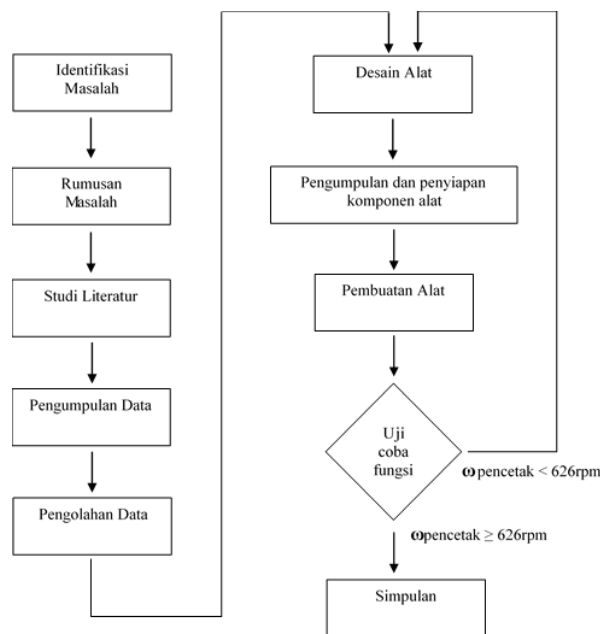 Identifikasi
Masalah
Rumusan
Masalah
Studi Literatur
Pengumpulan Data
Pengolahan Data
Desain Alat
Pengumpulan dan penyiapan
komponen alat
Pembuatan Alat
Uji
coba
fungsi
ωpencetak < 626rpm
ωpencetak ≥ 626rpm
Simpulan